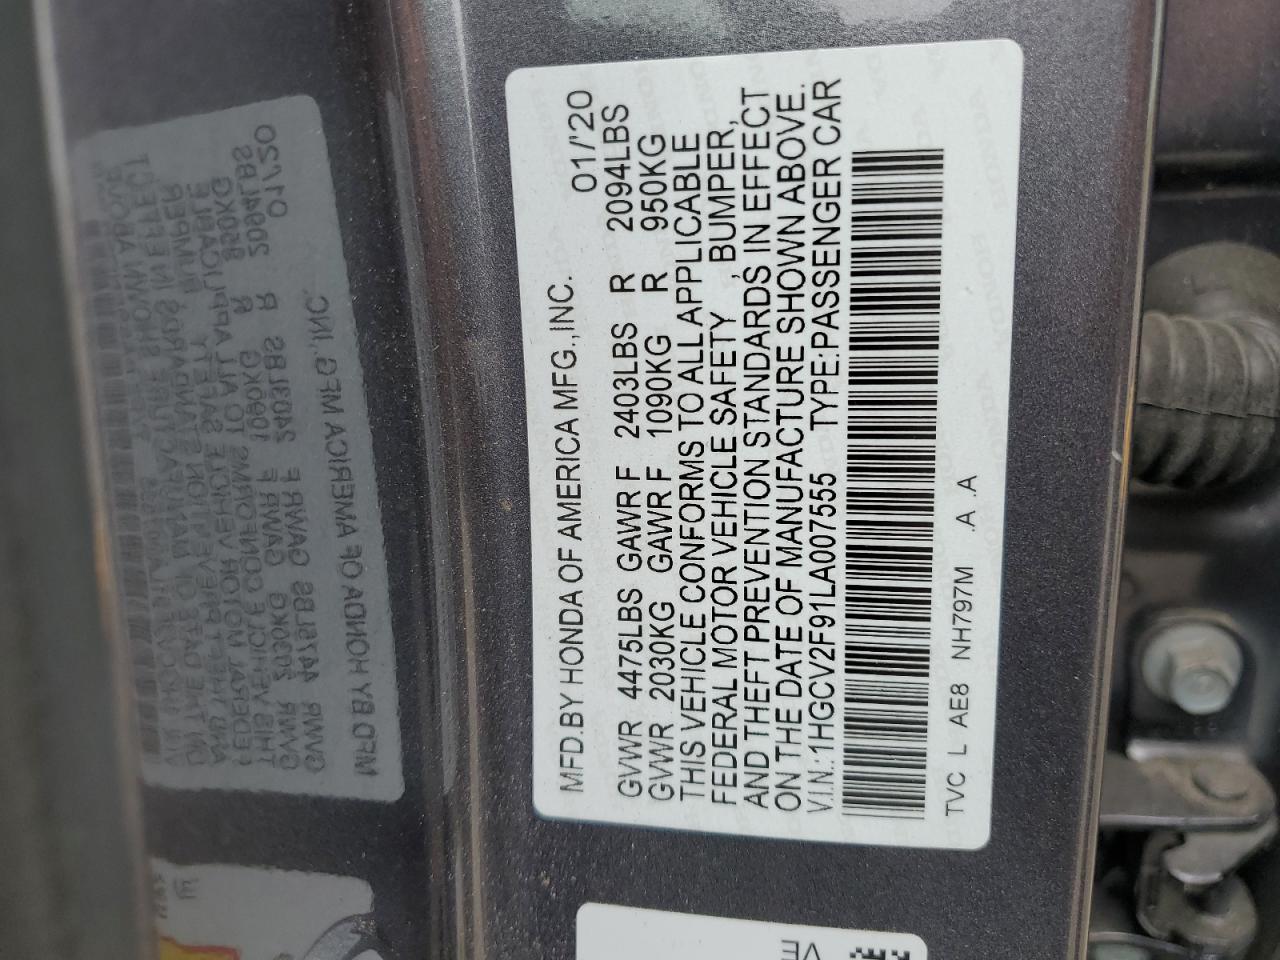 MFD.BY HONDA OF AMERICA MFG.,INC. 01/'20
GVWR 4475LBS GAWR F 2403LBS R 2094LBS
GVWR 2030KG GAWR F 1090KG R 950KG
THIS VEHICLE CONFORMS TO ALL APPLICABLE
FEDERAL MOTOR VEHICLE SAFETY , BUMPER,
AND THEFT PREVENTION STANDARDS IN EFFECT
ON THE DATE OF MANUFACTURE SHOWN ABOVE.
V.I.N.:1HGCV2F91LA007555 TYPE:PASSENGER CAR
TVC L AE8 NH797M .A .A